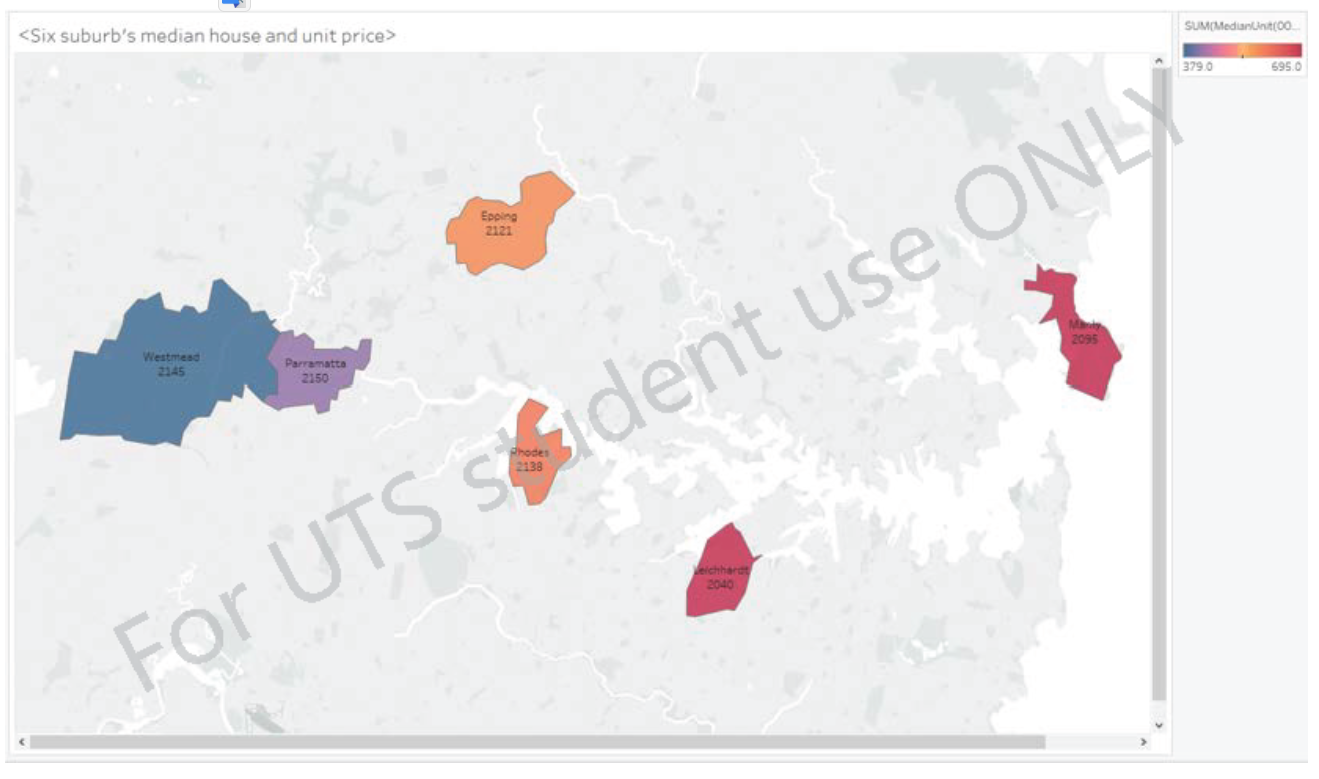 <Six suburb's median house and unit price>
SUM(MedianUnit(00...
379.0 695.0
Epping
2121
Westmead
2145
Parramatta
2150
Manly
2095
Rhodes
2138
Leichhardt
2040
For UTS student use ONLY